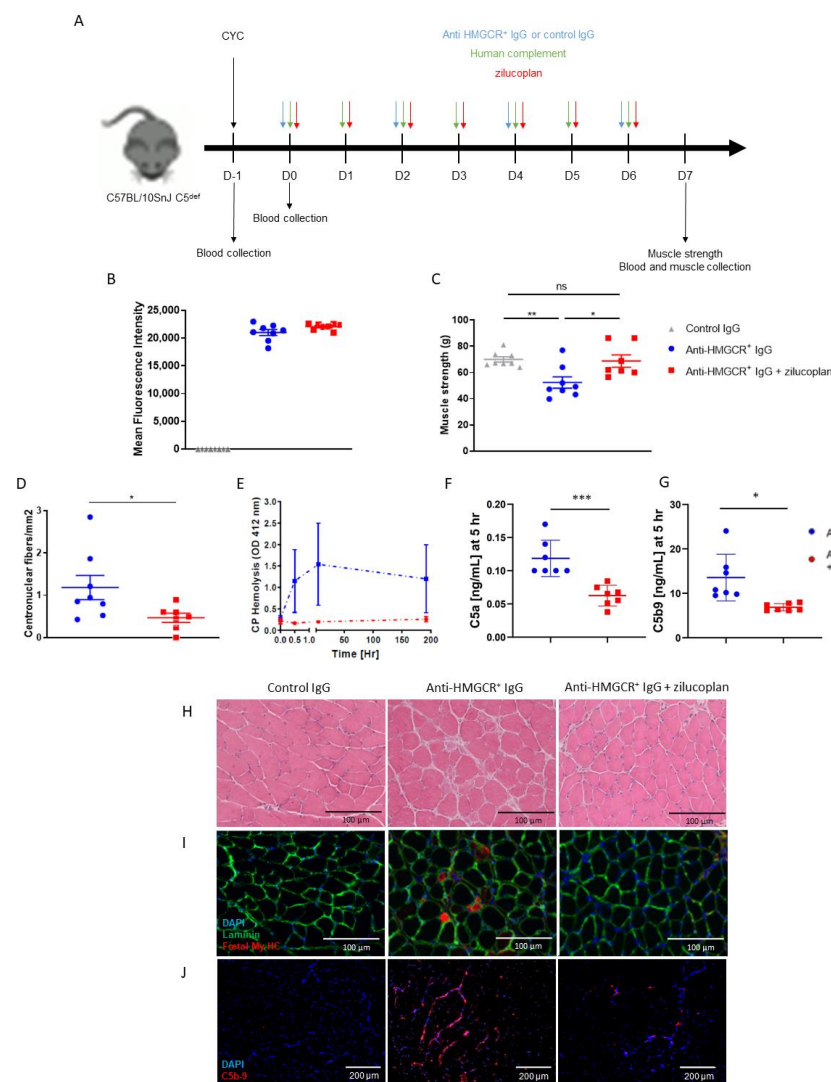 A
Anti HMGCR⁺ IgG or control IgG
CYC
Human complement
zilucoplan
D-1 D0 D1 D2 D3 D4 D5 D6 D7
C57BL/10SnJ C5def
Blood collection
Blood collection
Muscle strength
Blood and muscle collection
B
Mean Fluorescence Intensity
25,000
20,000
15,000
10,000
5,000
0
C
ns
** *
Muscle strength (g)
100
80
60
40
20
0
Control IgG
Anti-HMGCR⁺ IgG
Anti-HMGCR⁺ IgG + zilucoplan
D
*
Centronuclear fibers/mm2
3
2
1
0
E
CP Hemolysis (OD 412 nm)
3.0
2.5
2.0
1.5
1.0
0.5
0.0
0.0 0.5 1.0 50 100 150 200
Time [Hr]
F
***
C5a [ng/mL] at 5 hr
0.20
0.15
0.10
0.05
0.00
G
*
C5b9 [ng/mL] at 5 hr
30
20
10
0
A
A
+
Control IgG Anti-HMGCR⁺ IgG Anti-HMGCR⁺ IgG + zilucoplan
H
100 µm 100 µm 100 µm
I
DAPI
Laminin
Foetal My HC
100 µm 100 µm 100 µm
J
DAPI
C5b-9
200 µm 200 µm 200 µm